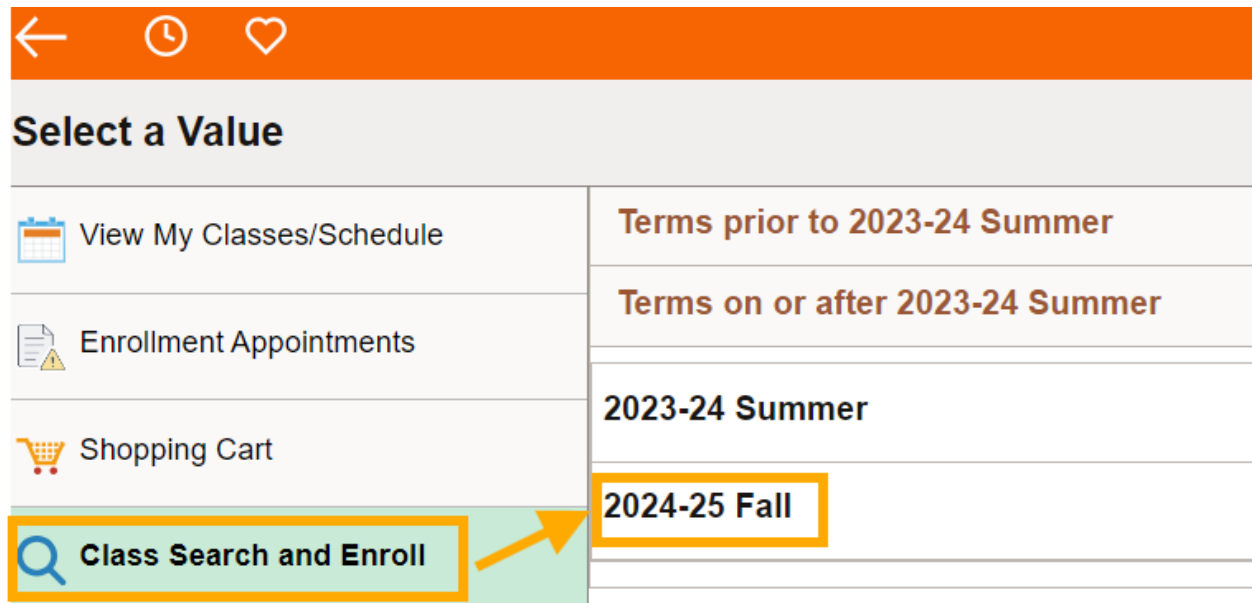 Select a Value
View My Classes/Schedule
Enrollment Appointments
Shopping Cart
Class Search and Enroll
Terms prior to 2023-24 Summer
Terms on or after 2023-24 Summer
2023-24 Summer
2024-25 Fall